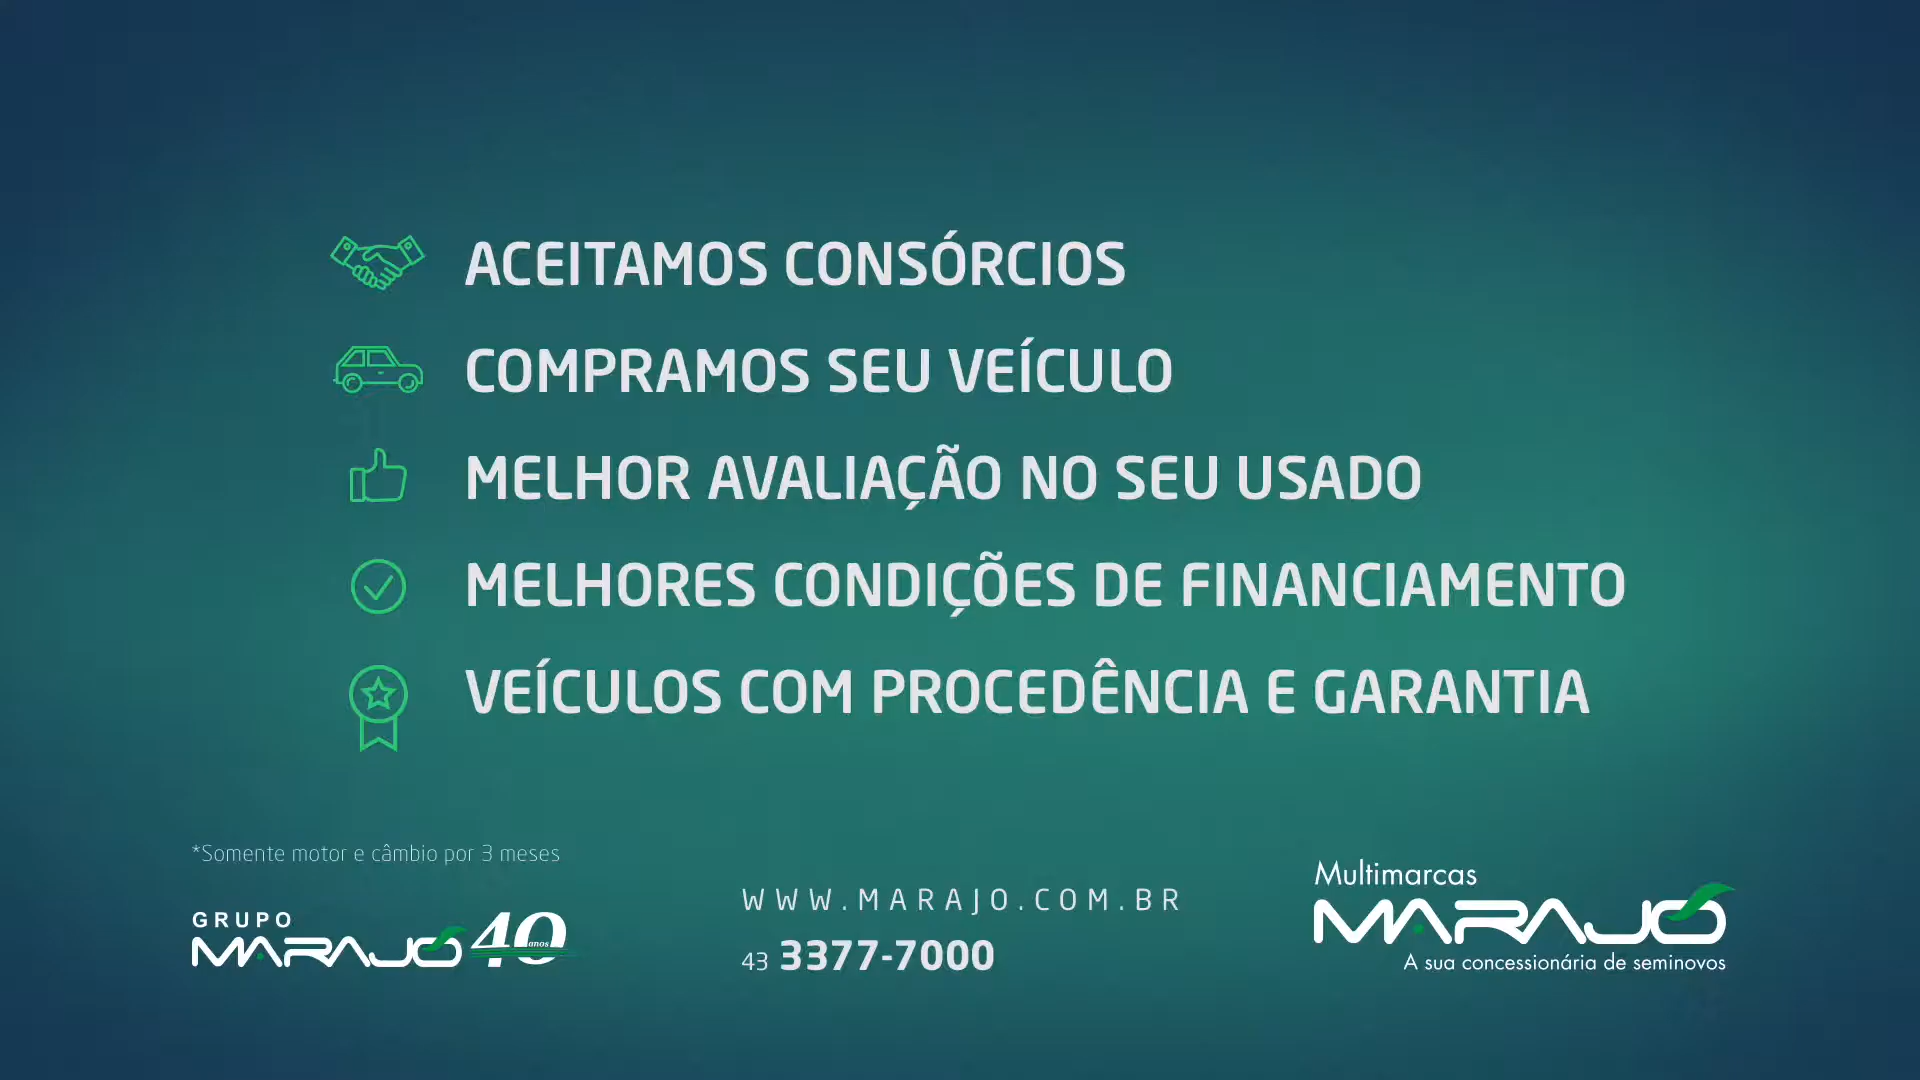 ACEITAMOS CONSÓRCIOS
COMPRAMOS SEU VEÍCULO
MELHOR AVALIAÇÃO NO SEU USADO
MELHORES CONDIÇÕES DE FINANCIAMENTO
VEÍCULOS COM PROCEDÊNCIA E GARANTIA
*Somente motor e câmbio por 3 meses
GRUPO
MARAJÓ 40 anos
WWW.MARAJO.COM.BR
43 3377-7000
Multimarcas
MARAJÓ
A sua concessionária de seminovos